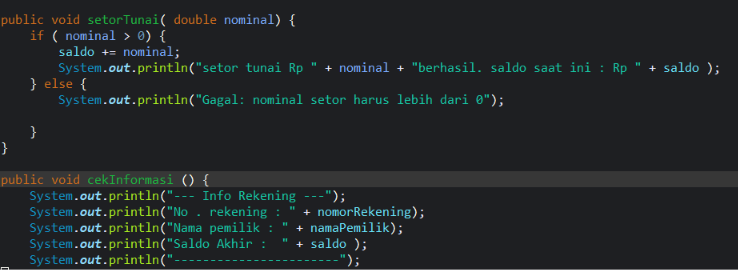 public void setorTunai( double nominal) {
if ( nominal > 0) {
saldo += nominal;
System.out.println("setor tunai Rp " + nominal + "berhasil. saldo saat ini : Rp " + saldo );
} else {
System.out.println("Gagal: nominal setor harus lebih dari 0");
}
}
public void cekInformasi () {
System.out.println("--- Info Rekening ---");
System.out.println("No . rekening : " + nomorRekening);
System.out.println("Nama pemilik : " + namaPemilik);
System.out.println("Saldo Akhir :  " + saldo );
System.out.println("-----------------------");